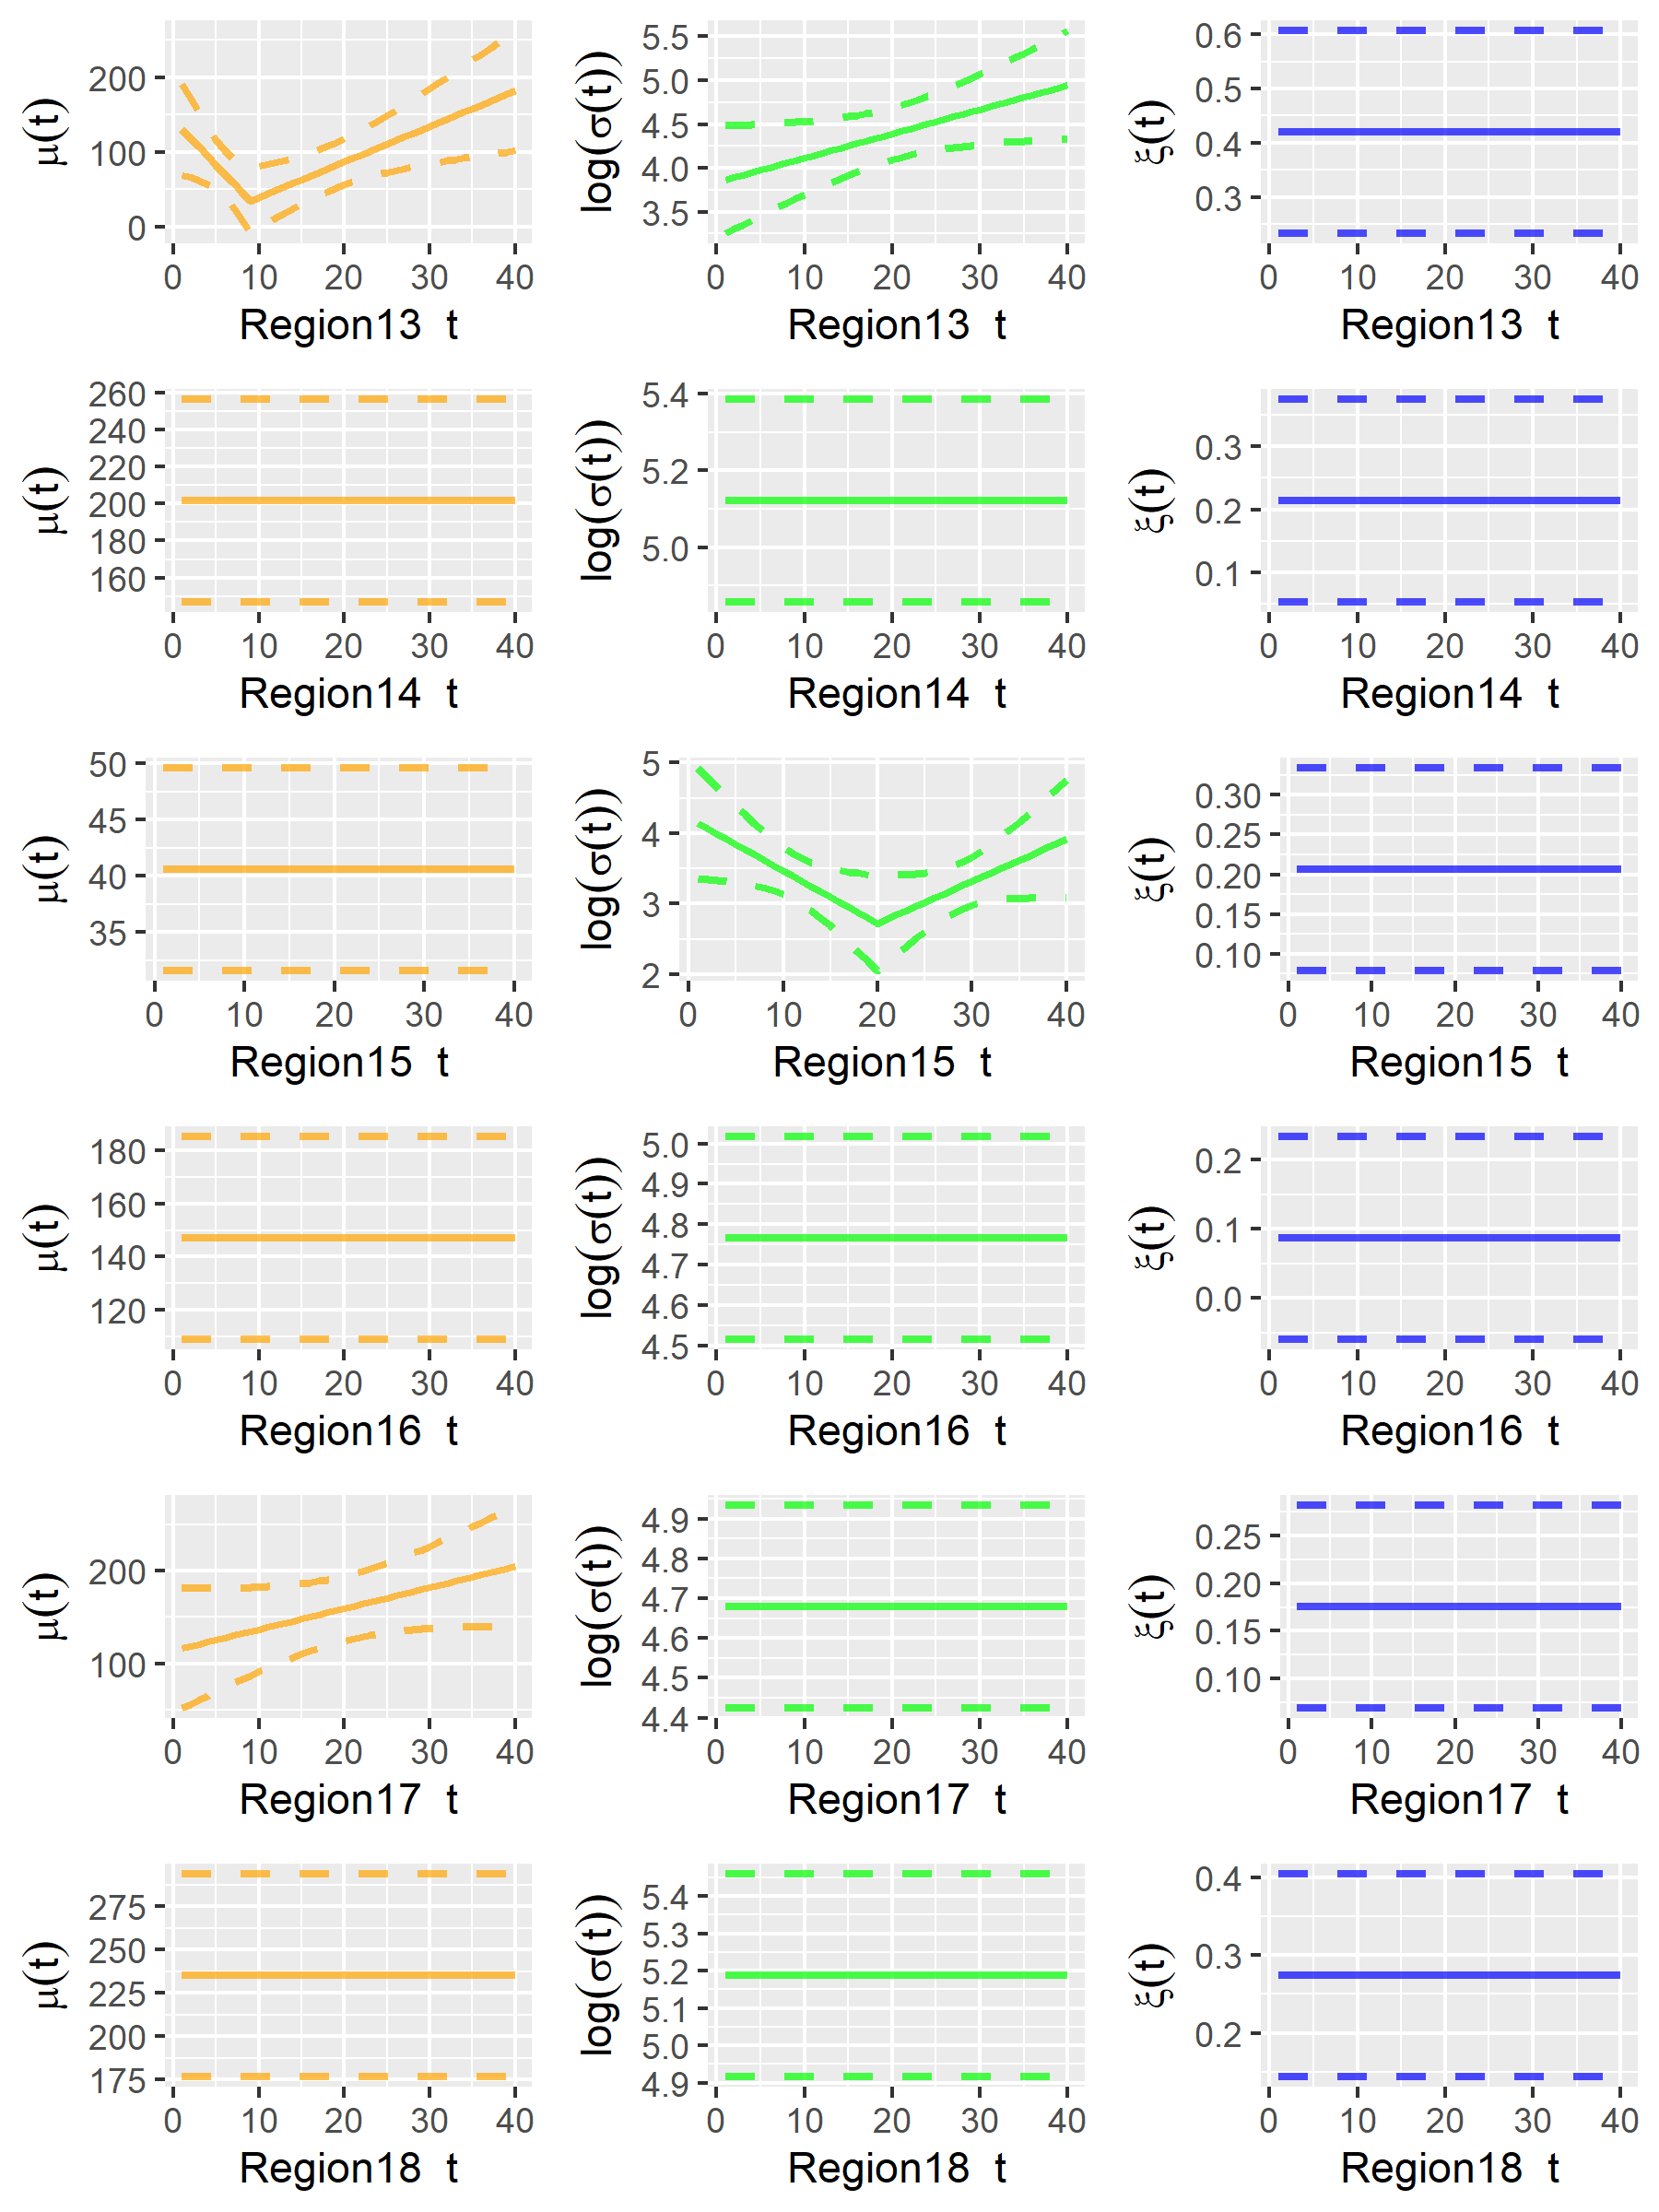 μ(t)
200
100
0
0 10 20 30 40
Region13 t
log(σ(t))
5.5
5.0
4.5
4.0
3.5
0 10 20 30 40
Region13 t
ξ(t)
0.6
0.5
0.4
0.3
0 10 20 30 40
Region13 t
μ(t)
260
240
220
200
180
160
0 10 20 30 40
Region14 t
log(σ(t))
5.4
5.2
5.0
0 10 20 30 40
Region14 t
ξ(t)
0.3
0.2
0.1
0 10 20 30 40
Region14 t
μ(t)
50
45
40
35
0 10 20 30 40
Region15 t
log(σ(t))
5
4
3
2
0 10 20 30 40
Region15 t
ξ(t)
0.30
0.25
0.20
0.15
0.10
0 10 20 30 40
Region15 t
μ(t)
180
160
140
120
0 10 20 30 40
Region16 t
log(σ(t))
5.0
4.9
4.8
4.7
4.6
4.5
0 10 20 30 40
Region16 t
ξ(t)
0.2
0.1
0.0
0 10 20 30 40
Region16 t
μ(t)
200
100
0 10 20 30 40
Region17 t
log(σ(t))
4.9
4.8
4.7
4.6
4.5
4.4
0 10 20 30 40
Region17 t
ξ(t)
0.25
0.20
0.15
0.10
0 10 20 30 40
Region17 t
μ(t)
275
250
225
200
175
0 10 20 30 40
Region18 t
log(σ(t))
5.4
5.3
5.2
5.1
5.0
4.9
0 10 20 30 40
Region18 t
ξ(t)
0.4
0.3
0.2
0 10 20 30 40
Region18 t